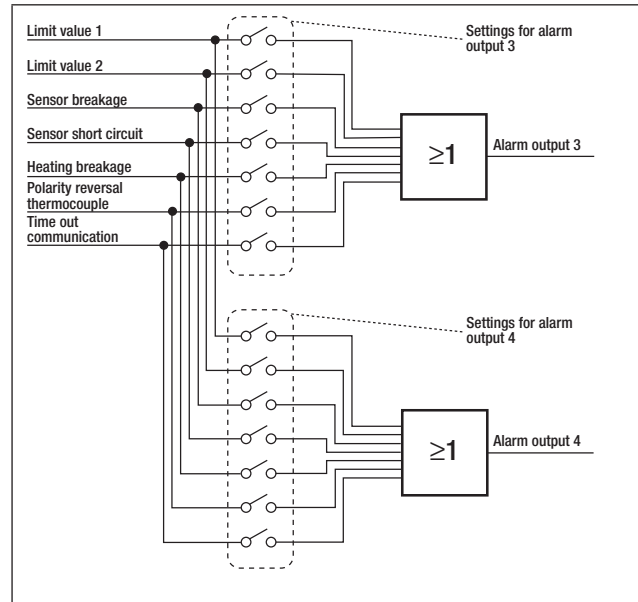 Limit value 1
Limit value 2
Sensor breakage
Sensor short circuit
Heating breakage
Polarity reversal
thermocouple
Time out
communication
Settings for alarm
output 3
≥1
Alarm output 3
Settings for alarm
output 4
≥1
Alarm output 4